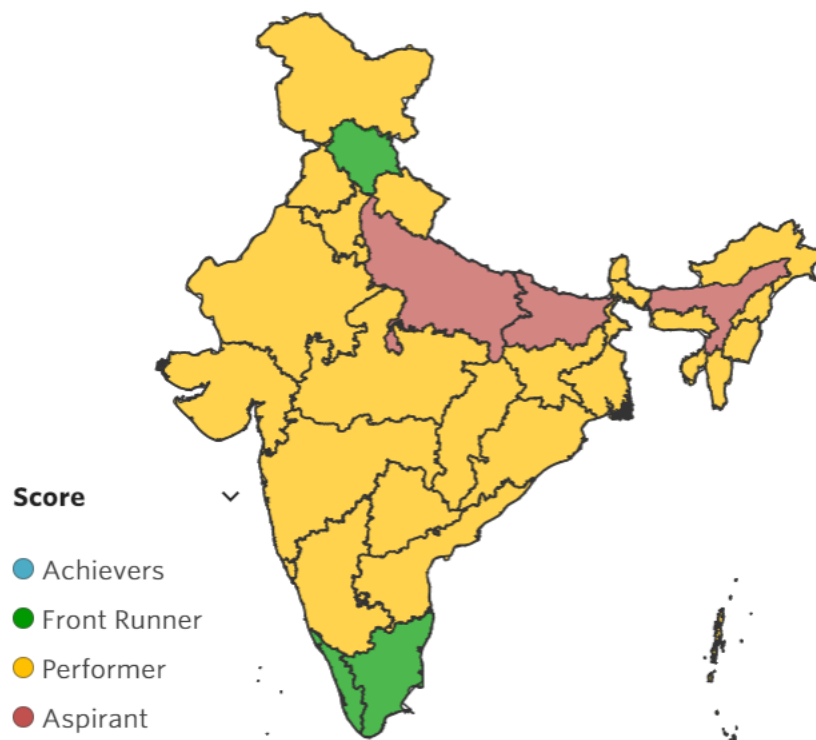 Score
Achievers
Front Runner
Performer
Aspirant